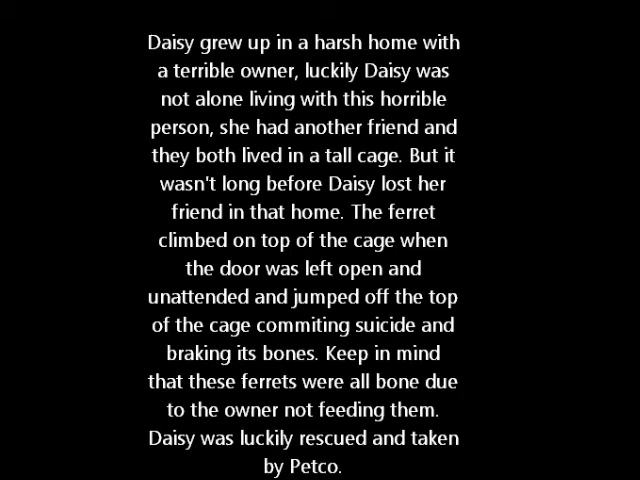 Daisy grew up in a harsh home with
a terrible owner, luckily Daisy was
not alone living with this horrible
person, she had another friend and
they both lived in a tall cage. But it
wasn't long before Daisy lost her
friend in that home. The ferret
climbed on top of the cage when
the door was left open and
unattended and jumped off the top
of the cage commiting suicide and
braking its bones. Keep in mind
that these ferrets were all bone due
to the owner not feeding them.
Daisy was luckily rescued and taken
by Petco.